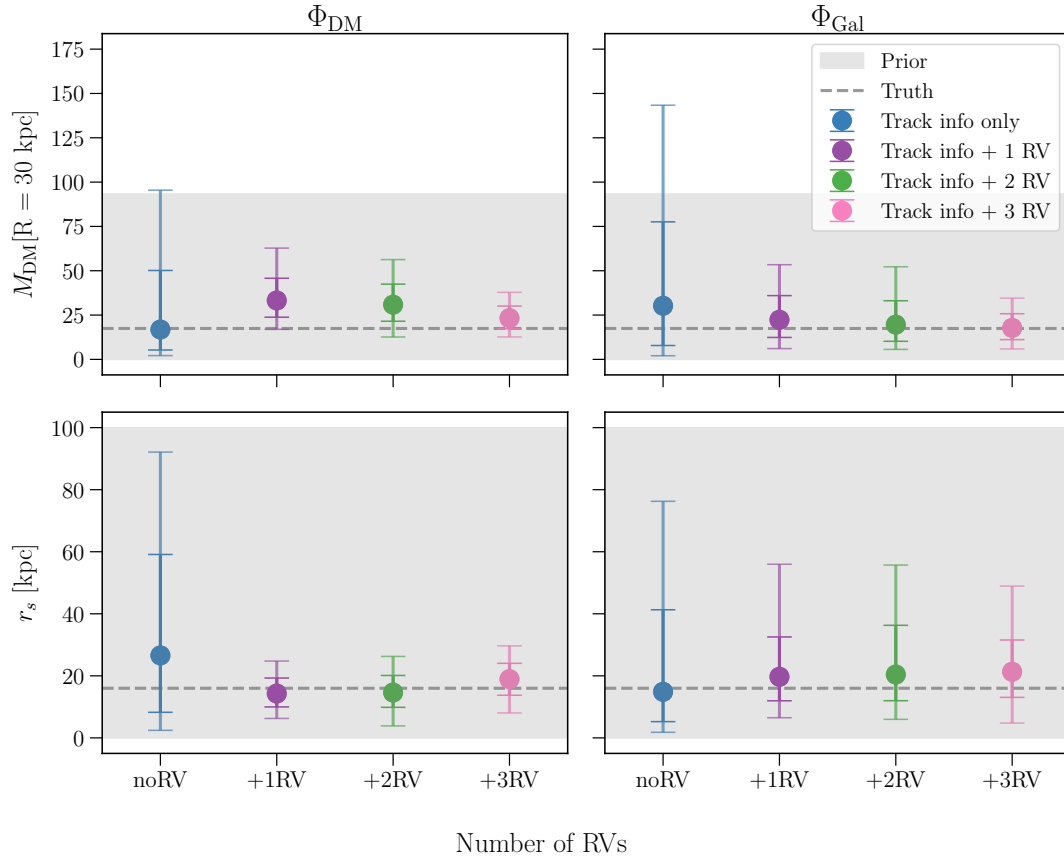 Φ_DM
Φ_Gal
M_DM[R = 30 kpc]
175
150
125
100
75
50
25
0
Prior
Truth
Track info only
Track info + 1 RV
Track info + 2 RV
Track info + 3 RV
r_s [kpc]
100
80
60
40
20
0
noRV
+1RV
+2RV
+3RV
noRV
+1RV
+2RV
+3RV
Number of RVs